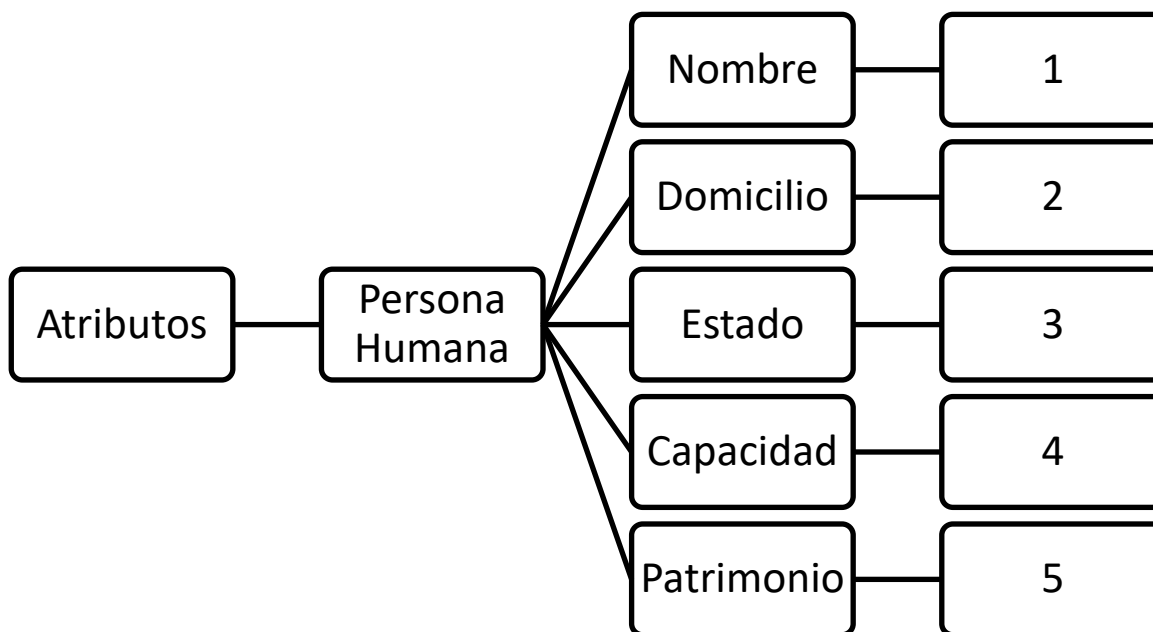 Nombre
1
Domicilio
2
Atributos
Persona
Humana
Estado
3
Capacidad
4
Patrimonio
5